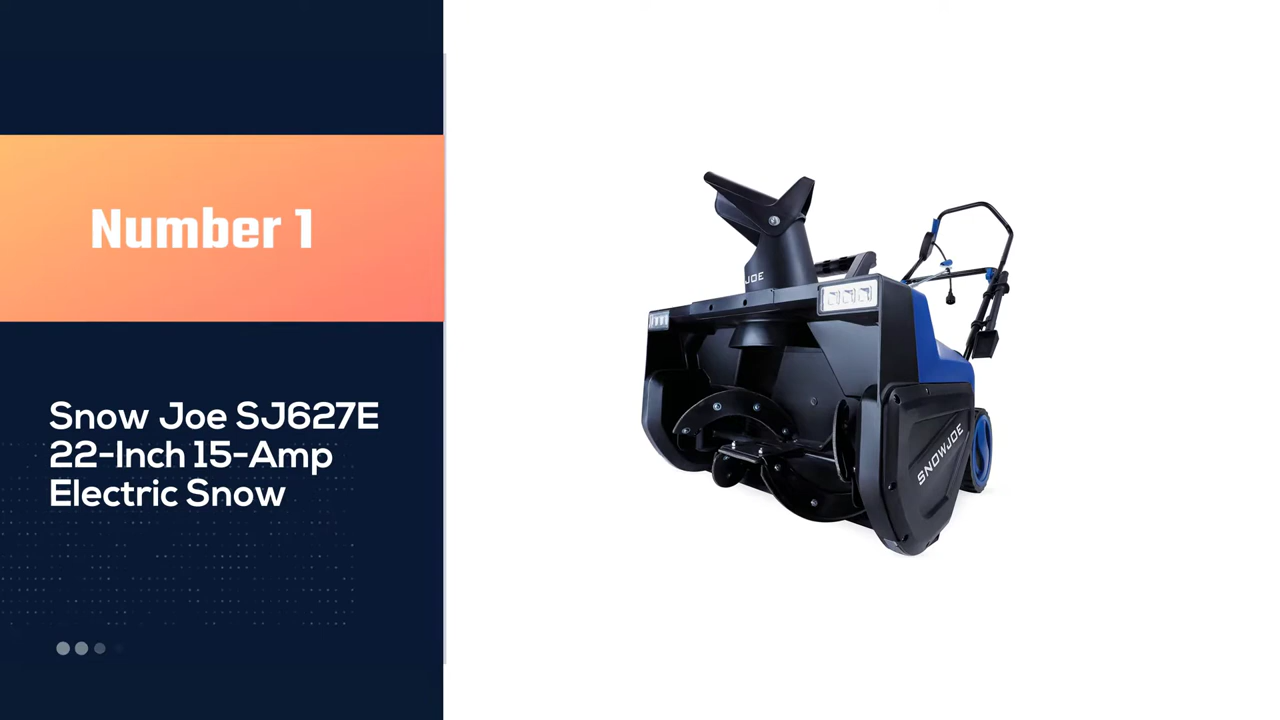 Number 1
Snow Joe SJ627E
22-Inch 15-Amp
Electric Snow
JOE
SNOWJOE